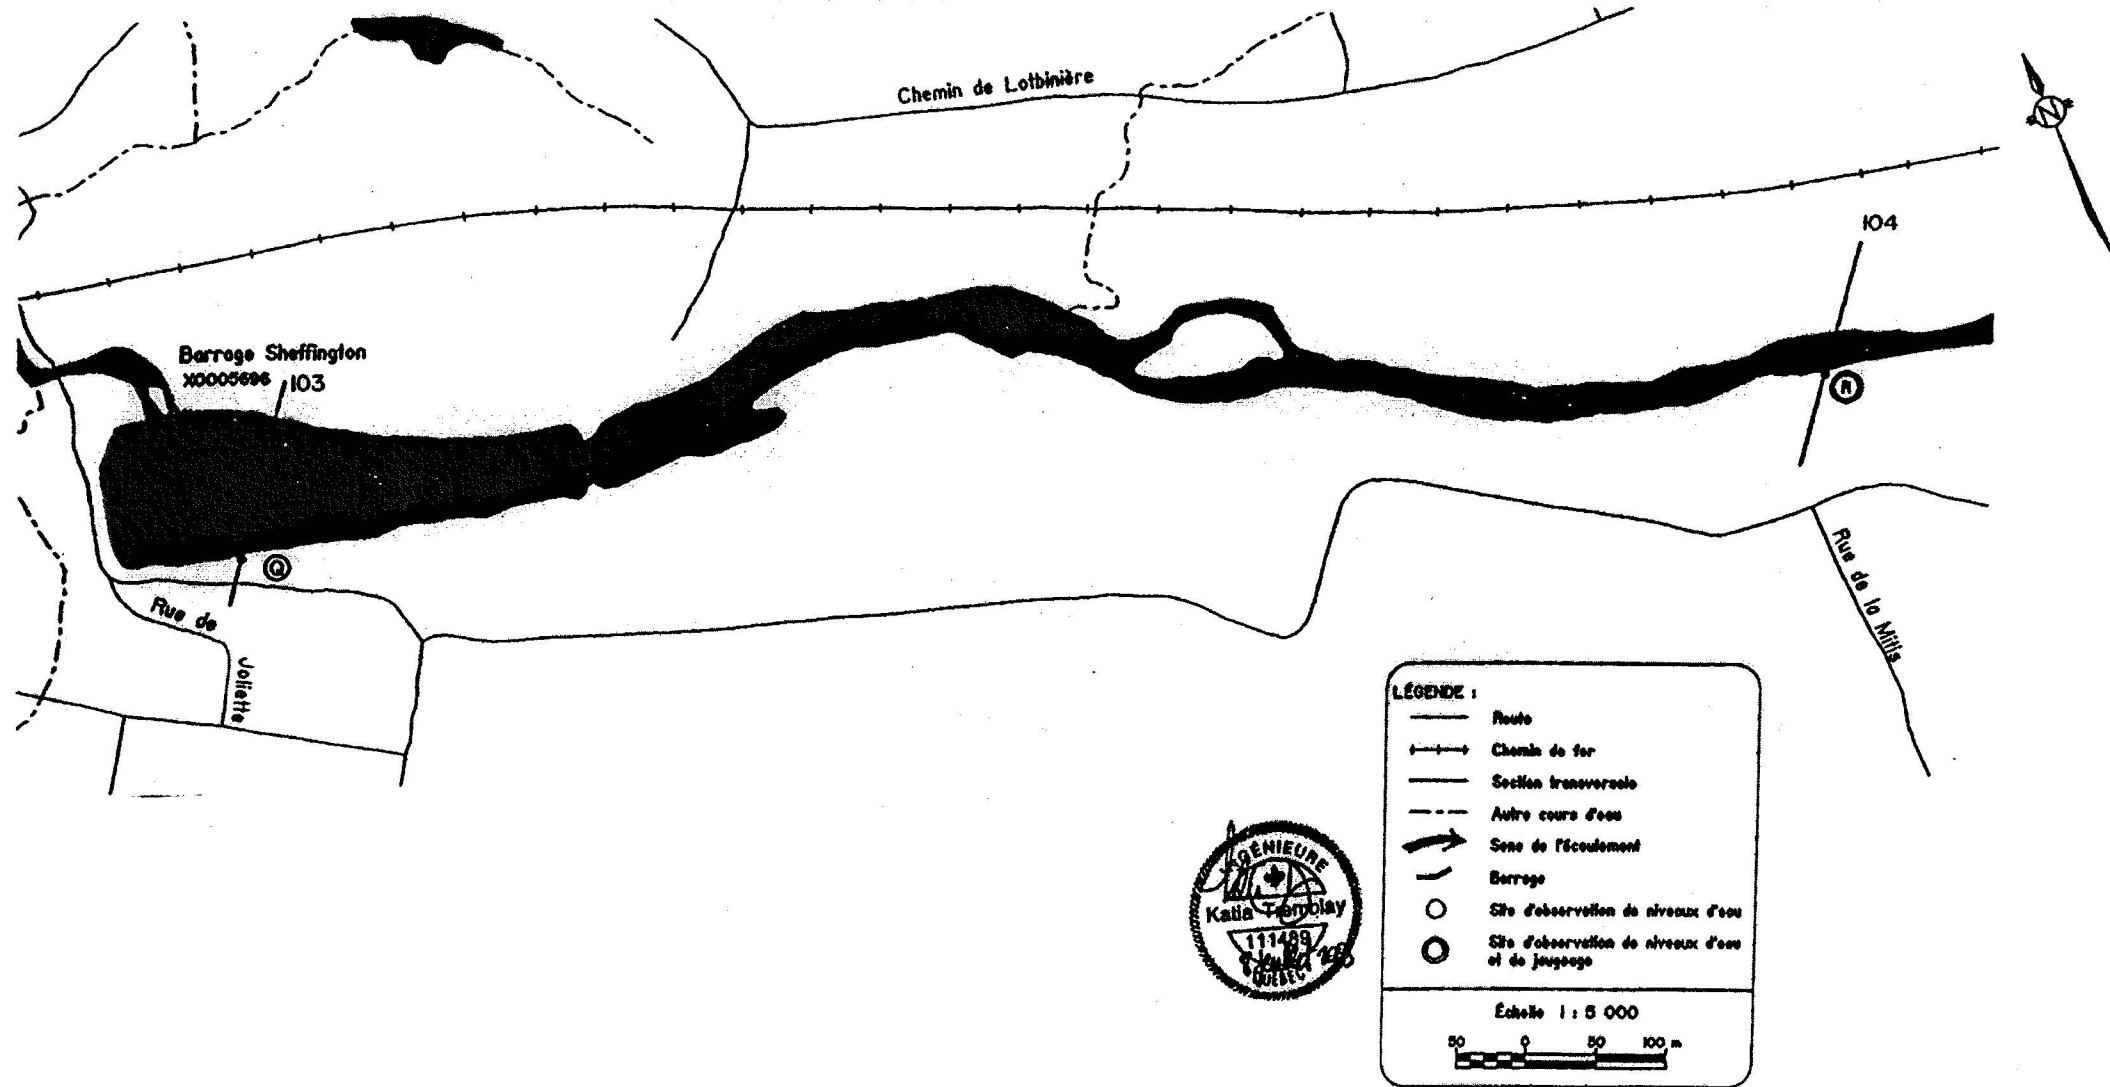 Chemin de Lotbinière
N
104
Barrage Sheffington
X0005696
103
R
Q
Rue de
Joliette
Rue de la Mitis
LÉGENDE :
Route
Chemin de fer
Section transversale
Autre cours d'eau
Sens de l'écoulement
Barrage
Site d'observation de niveaux d'eau
Site d'observation de niveaux d'eau
et de jaugeage
Échelle 1 : 5 000
50 0 50 100 m
INGÉNIEURE
Katia Tremblay
111489
QUÉBEC